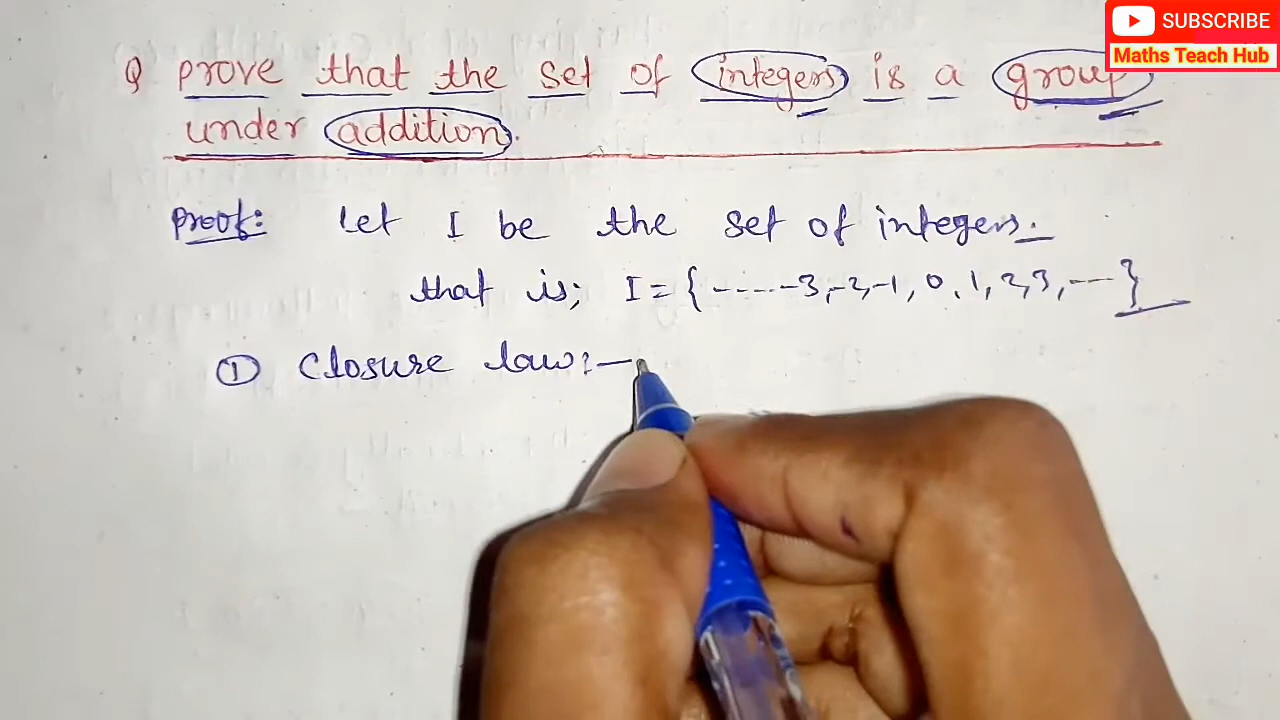 SUBSCRIBE
Maths Teach Hub
Q prove that the set of integers is a group
under addition.
Proof: Let I be the set of integers.
that is; I = { ------3, -2, -1, 0, 1, 2, 3, ---- }
① Closure law:—